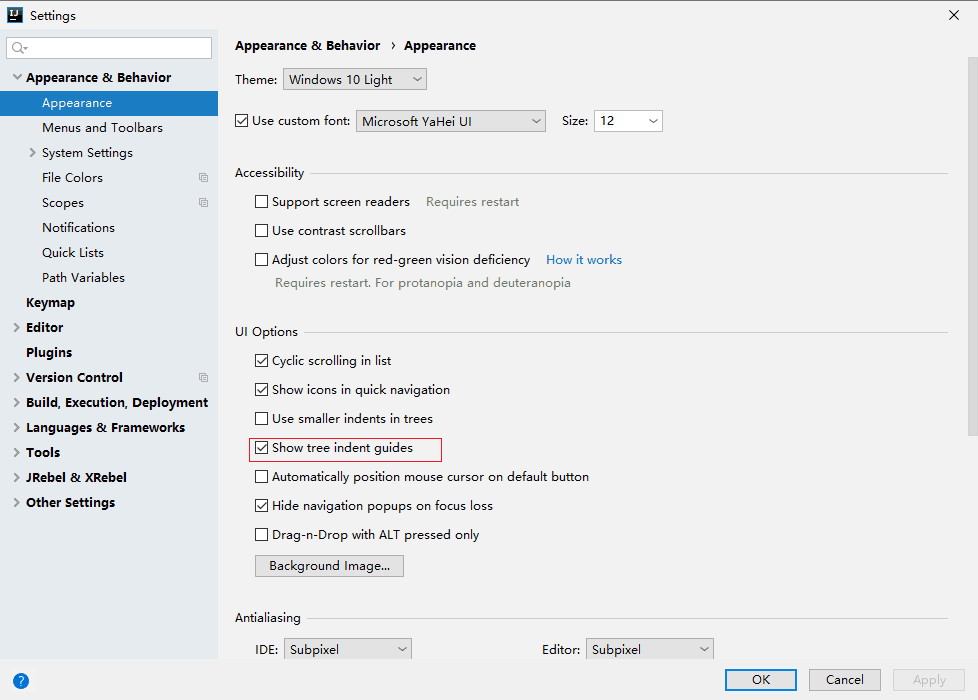 Settings
Appearance & Behavior
Appearance
Menus and Toolbars
System Settings
File Colors
Scopes
Notifications
Quick Lists
Path Variables
Keymap
Editor
Plugins
Version Control
Build, Execution, Deployment
Languages & Frameworks
Tools
JRebel & XRebel
Other Settings
Appearance & Behavior › Appearance
Theme: Windows 10 Light
Use custom font: Microsoft YaHei UI Size: 12
Accessibility
Support screen readers Requires restart
Use contrast scrollbars
Adjust colors for red-green vision deficiency How it works
Requires restart. For protanopia and deuteranopia
UI Options
Cyclic scrolling in list
Show icons in quick navigation
Use smaller indents in trees
Show tree indent guides
Automatically position mouse cursor on default button
Hide navigation popups on focus loss
Drag-n-Drop with ALT pressed only
Background Image...
Antialiasing
IDE: Subpixel Editor: Subpixel
? OK Cancel Apply